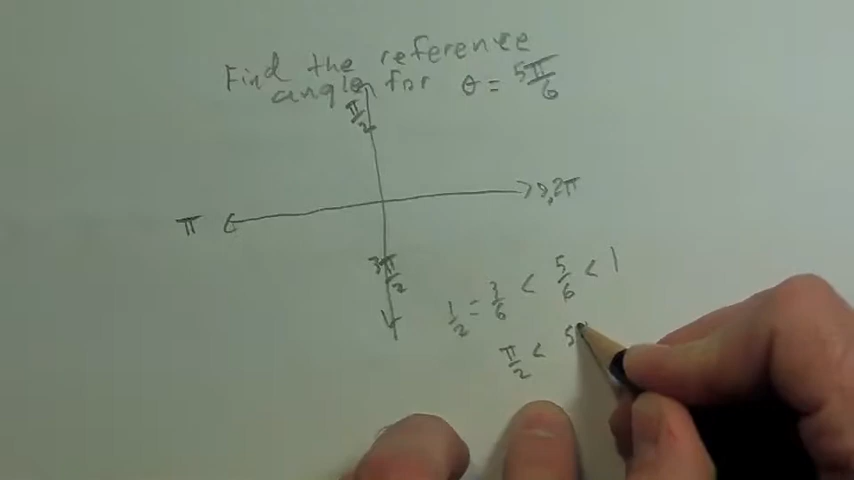 Find the reference
angle for θ = 5π/6
π/2
π 0,2π
3π/2
1/2 = 3/6 < 5/6 < 1
π/2 < 5